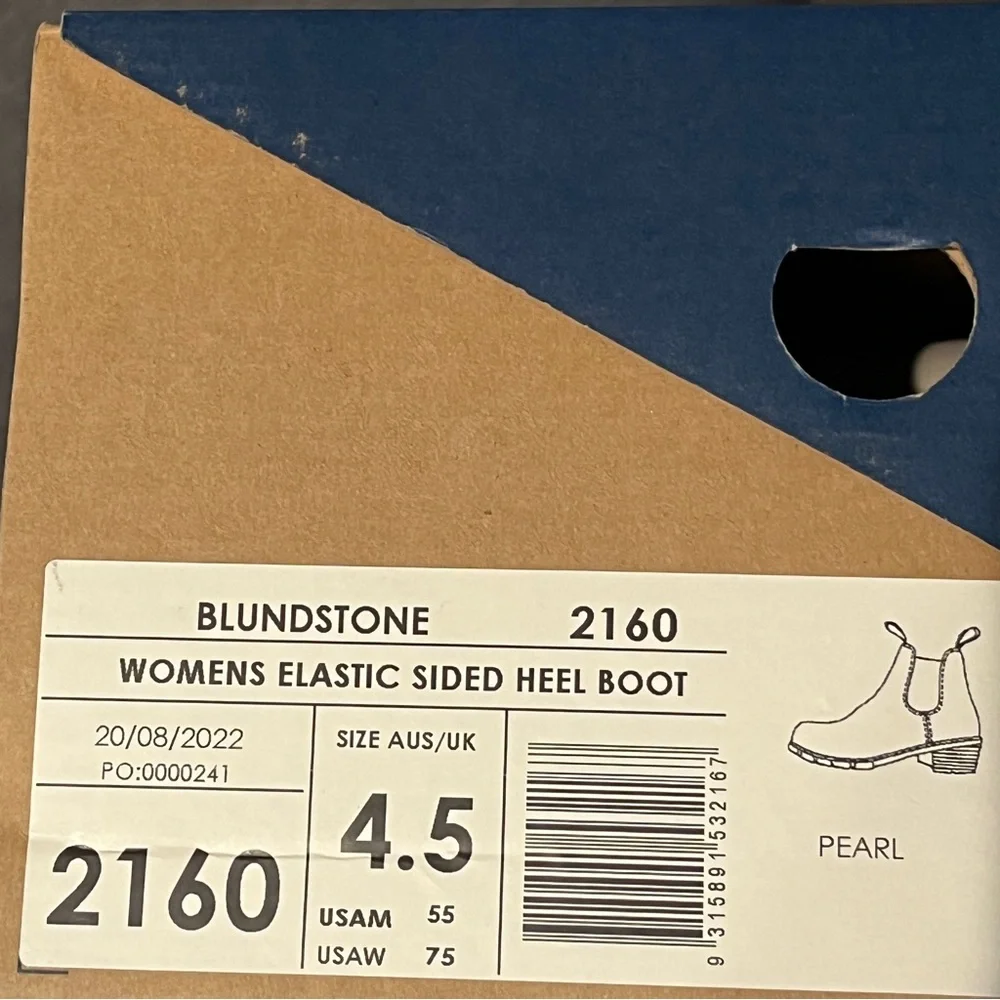 BLUNDSTONE 2160
WOMENS ELASTIC SIDED HEEL BOOT
20/08/2022
PO:0000241
2160
SIZE AUS/UK
4.5
USAM 55
USAW 75
9 315891 532167
PEARL